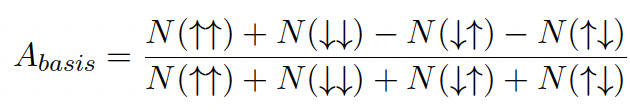 A_{basis} = \frac{N(↑↑) + N(↓↓) − N(↓↑) − N(↑↓)}{N(↑↑) + N(↓↓) + N(↓↑) + N(↑↓)}